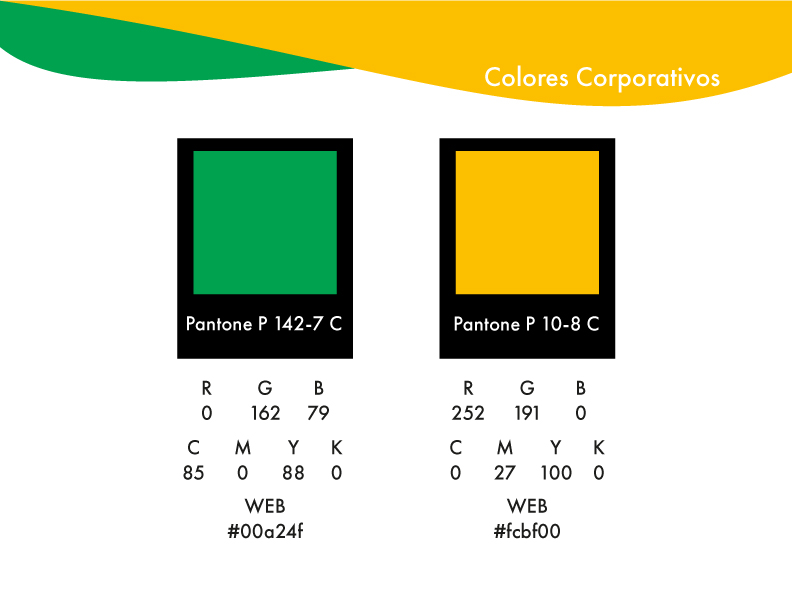 Colores Corporativos
Pantone P 142-7 C
R G B
0 162 79
C M Y K
85 0 88 0
WEB
#00a24f
Pantone P 10-8 C
R G B
252 191 0
C M Y K
0 27 100 0
WEB
#fcbf00